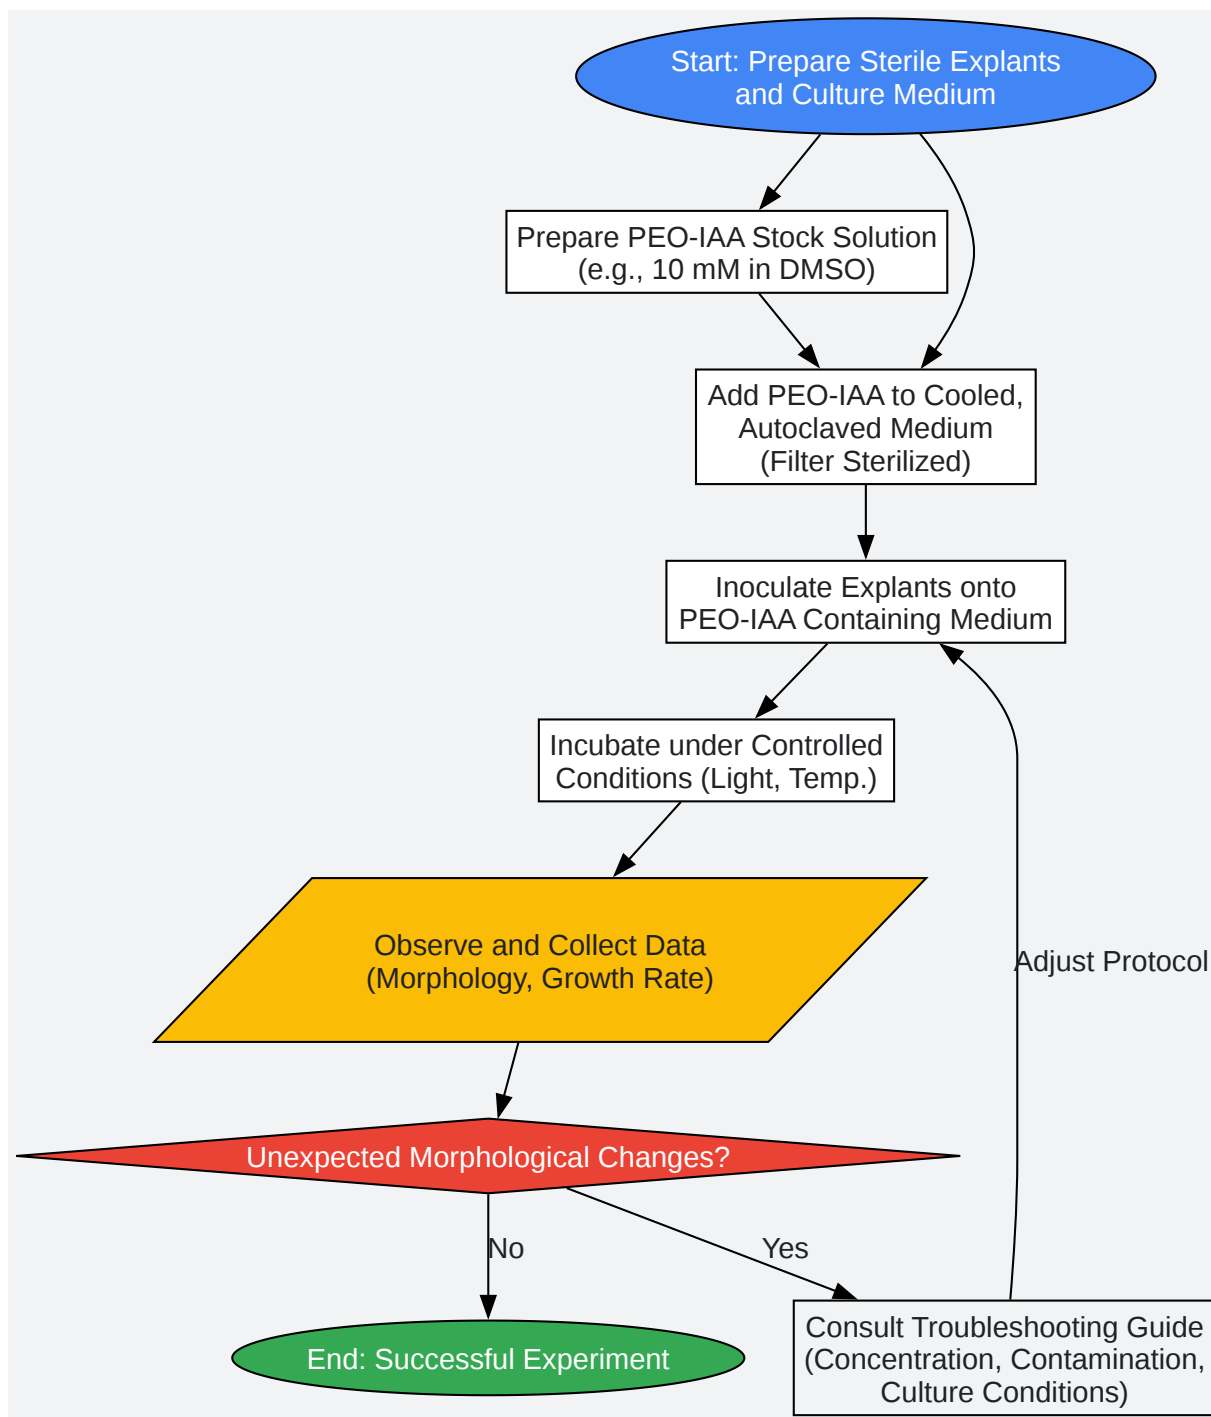 Start: Prepare Sterile Explants
and Culture Medium
Prepare PEO-IAA Stock Solution
(e.g., 10 mM in DMSO)
Add PEO-IAA to Cooled,
Autoclaved Medium
(Filter Sterilized)
Inoculate Explants onto
PEO-IAA Containing Medium
Incubate under Controlled
Conditions (Light, Temp.)
Observe and Collect Data
(Morphology, Growth Rate)
Adjust Protocol
Unexpected Morphological Changes?
No
Yes
End: Successful Experiment
Consult Troubleshooting Guide
(Concentration, Contamination,
Culture Conditions)